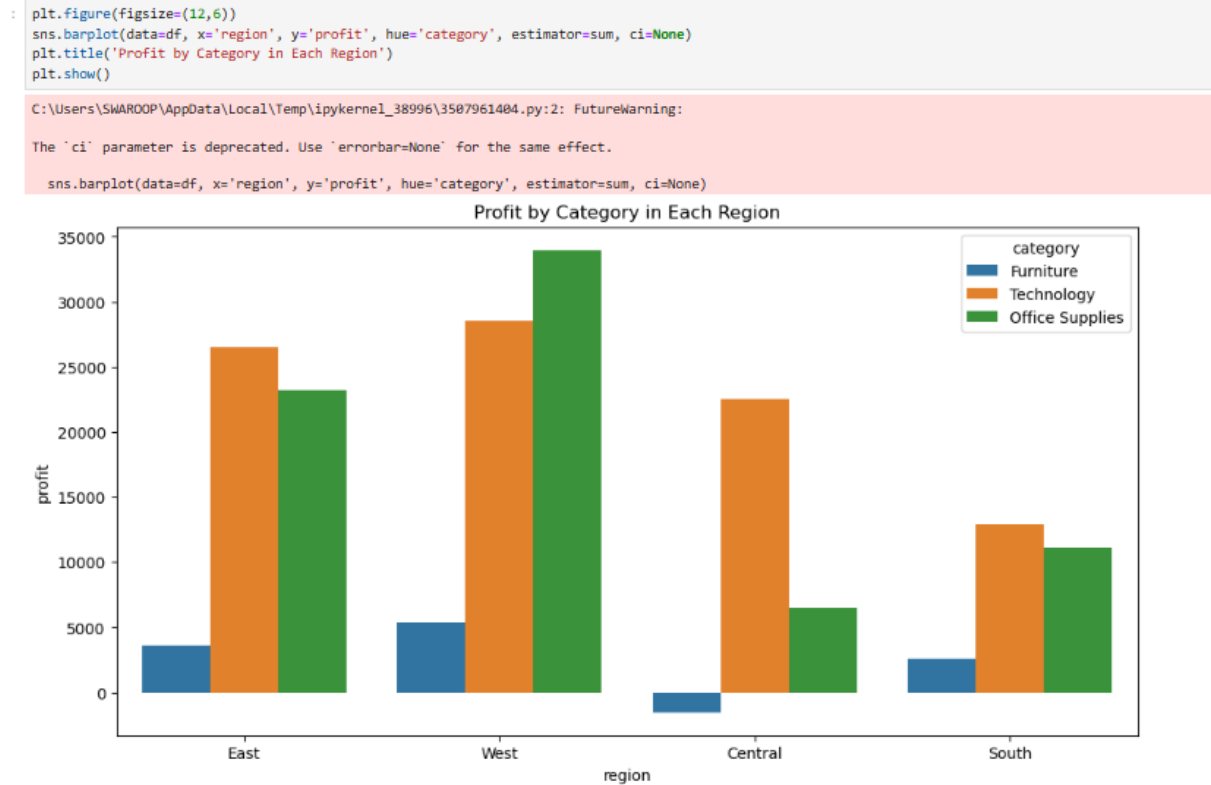 :
plt.figure(figsize=(12,6))
sns.barplot(data=df, x='region', y='profit', hue='category', estimator=sum, ci=None)
plt.title('Profit by Category in Each Region')
plt.show()
C:\Users\SWAROOP\AppData\Local\Temp\ipykernel_38996\3507961404.py:2: FutureWarning:
The `ci` parameter is deprecated. Use `errorbar=None` for the same effect.
sns.barplot(data=df, x='region', y='profit', hue='category', estimator=sum, ci=None)
Profit by Category in Each Region
35000
30000
25000
20000
15000
10000
5000
0
profit
category
Furniture
Technology
Office Supplies
East West Central South
region